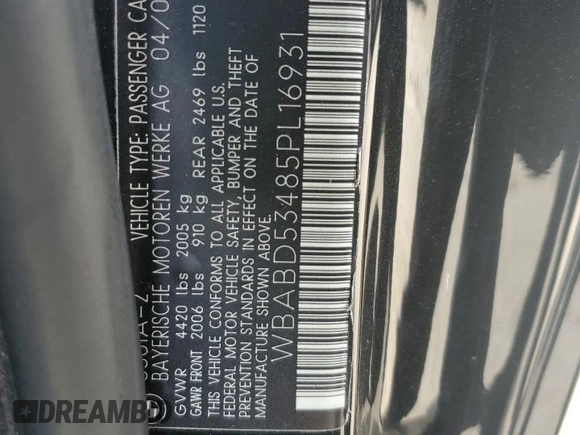 VEHICLE TYPE: PASSENGER CA
BAYERISCHE MOTOREN WERKE AG 04/0
GVWR 4420 lbs 2005 kg
GAWR FRONT 2006 lbs 910 kg REAR 2469 lbs 1120
THIS VEHICLE CONFORMS TO ALL APPLICABLE U.S.
FEDERAL MOTOR VEHICLE SAFETY, BUMPER AND THEFT
PREVENTION STANDARDS IN EFFECT ON THE DATE OF
MANUFACTURE SHOWN ABOVE.
WBABD53485PL16931
DREAMB